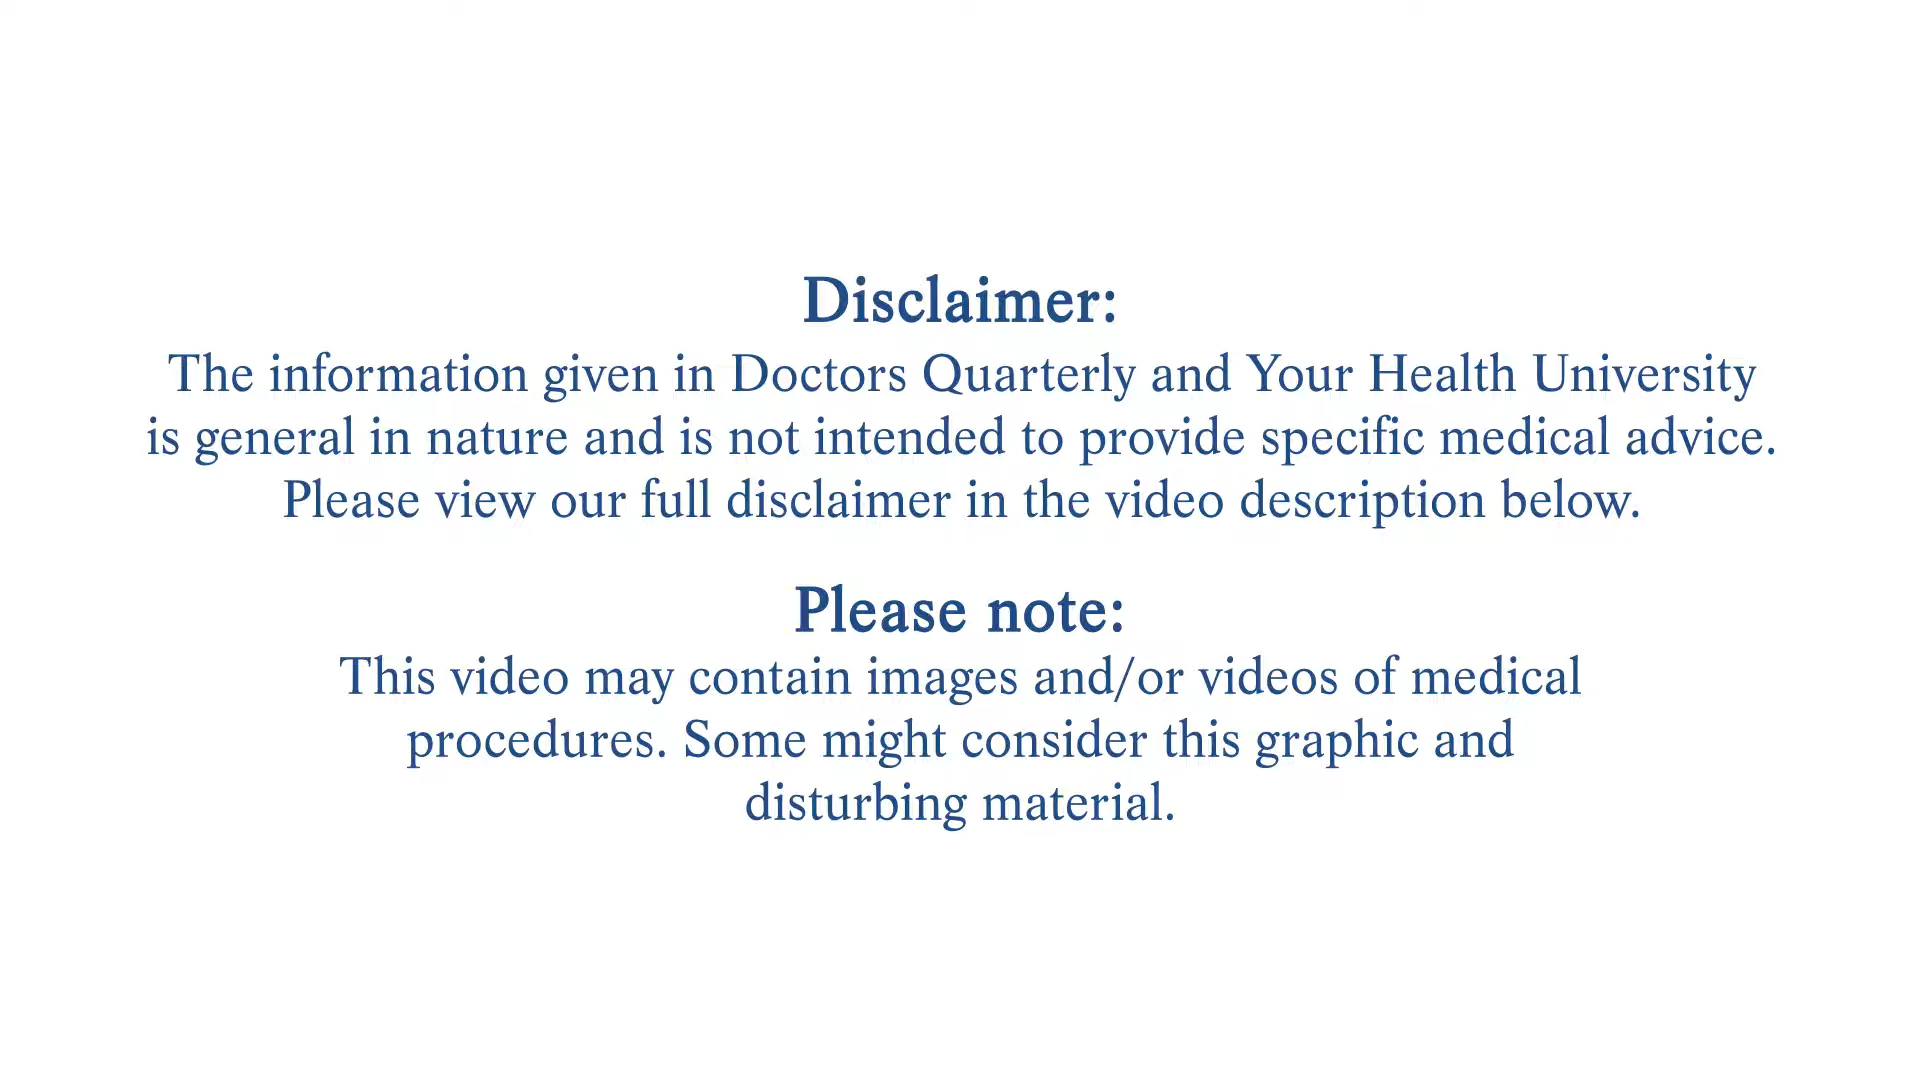 Disclaimer:
The information given in Doctors Quarterly and Your Health University
is general in nature and is not intended to provide specific medical advice.
Please view our full disclaimer in the video description below.
Please note:
This video may contain images and/or videos of medical
procedures. Some might consider this graphic and
disturbing material.